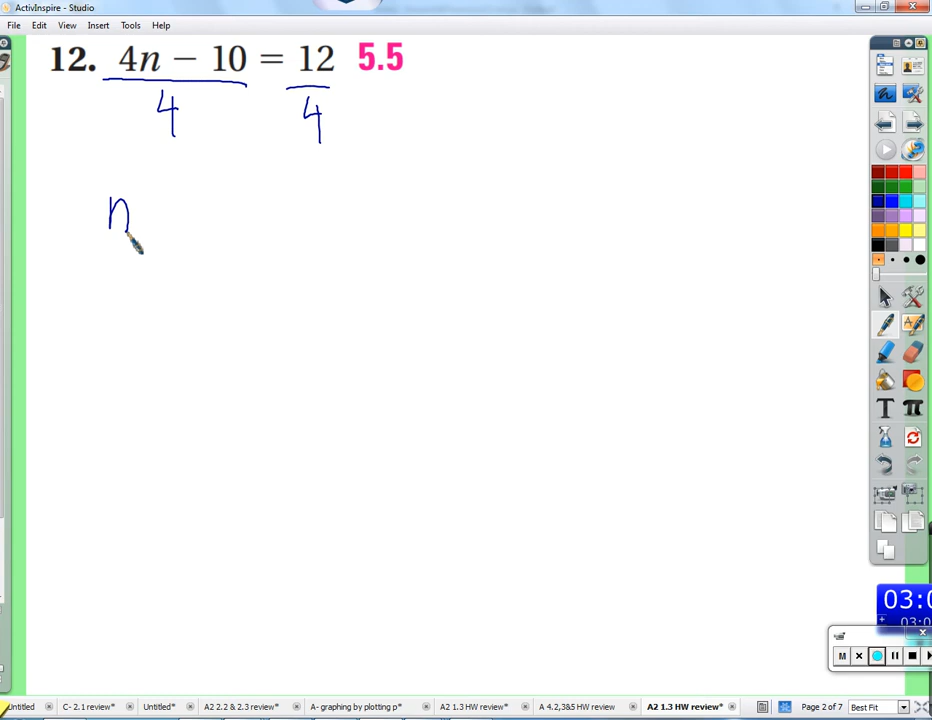 ActivInspire - Studio
File Edit View Insert Tools Help
12. 4n − 10 = 12 5.5
4 4
n
03:0
03:0
M
Untitled C- 2.1 review* Untitled* A2 2.2 & 2.3 review* A- graphing by plotting p* A2 1.3 HW review* A 4.2,3&5 HW review A2 1.3 HW review* Page 2 of 7 Best Fit